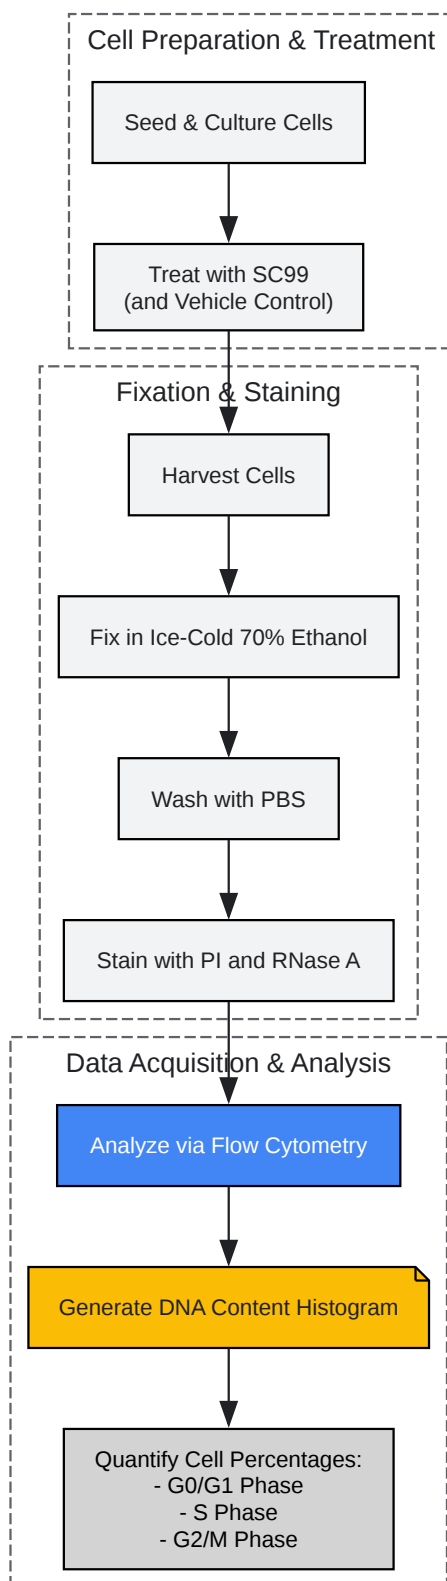 Cell Preparation & Treatment
Seed & Culture Cells
Treat with SC99
(and Vehicle Control)
Fixation & Staining
Harvest Cells
Fix in Ice-Cold 70% Ethanol
Wash with PBS
Stain with PI and RNase A
Data Acquisition & Analysis
Analyze via Flow Cytometry
Generate DNA Content Histogram
Quantify Cell Percentages:
- G0/G1 Phase
- S Phase
- G2/M Phase